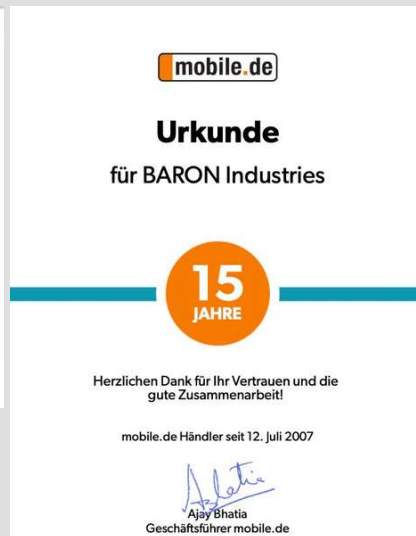 mobile.de
Urkunde
für BARON Industries
15
JAHRE
Herzlichen Dank für Ihr Vertrauen und die
gute Zusammenarbeit!
mobile.de Händler seit 12. Juli 2007
Ajay Bhatia
Geschäftsführer mobile.de